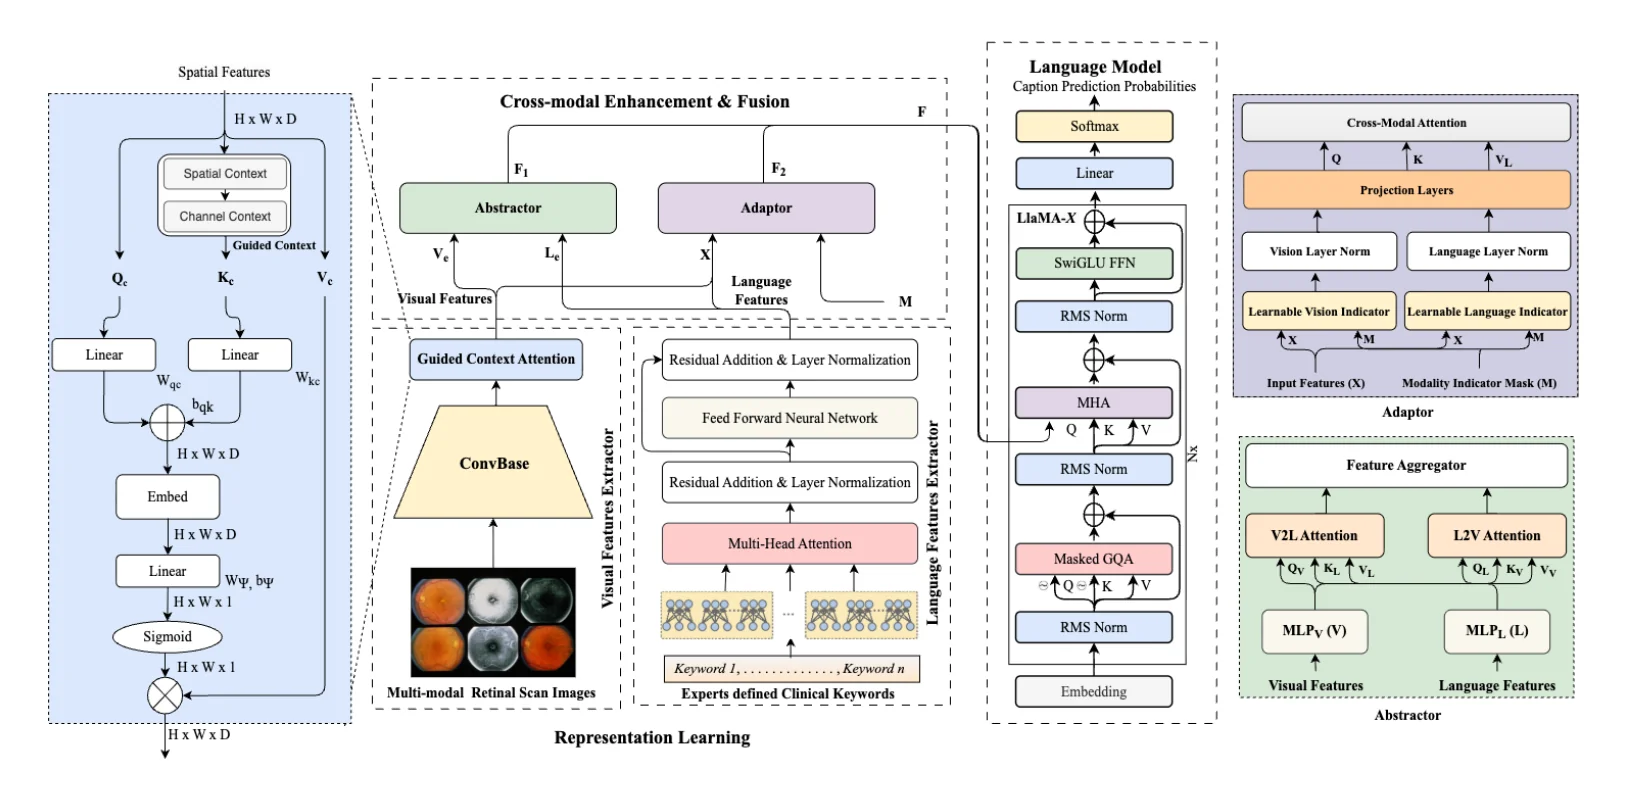 Spatial Features
H x W x D
Spatial Context
Channel Context
Guided Context
Qc
Kc
Vc
Linear
Linear
Wqc
Wkc
bqk
H x W x D
Embed
H x W x D
Linear
WΨ, bΨ
H x W x 1
Sigmoid
H x W x 1
H x W x D
Cross-modal Enhancement & Fusion
F
F1
F2
Abstractor
Adaptor
Ve
Le
X
Language
Features
Visual Features
M
Guided Context Attention
ConvBase
Visual Features Extractor
Multi-modal Retinal Scan Images
Residual Addition & Layer Normalization
Feed Forward Neural Network
Residual Addition & Layer Normalization
Multi-Head Attention
...
Keyword 1, . . . . . . . . . . . . . , Keyword n
Experts defined Clinical Keywords
Language Features Extractor
Representation Learning
Language Model
Caption Prediction Probabilities
Softmax
Linear
LlaMA-X
SwiGLU FFN
RMS Norm
MHA
Q K V
RMS Norm
Nx
Masked GQA
Q K V
RMS Norm
Embedding
Cross-Modal Attention
Q K VL
Projection Layers
Vision Layer Norm
Language Layer Norm
Learnable Vision Indicator
Learnable Language Indicator
X M X M
Input Features (X)
Modality Indicator Mask (M)
Adaptor
Feature Aggregator
V2L Attention
L2V Attention
QV KL VL
QL KV VV
MLPV (V)
MLPL (L)
Visual Features
Language Features
Abstractor